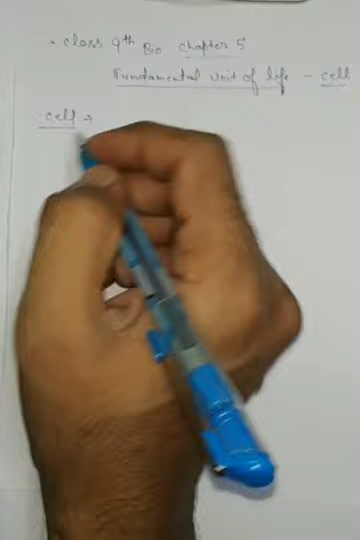 • class 9th Bio chapter 5
Fundamental unit of life - cell
cell →